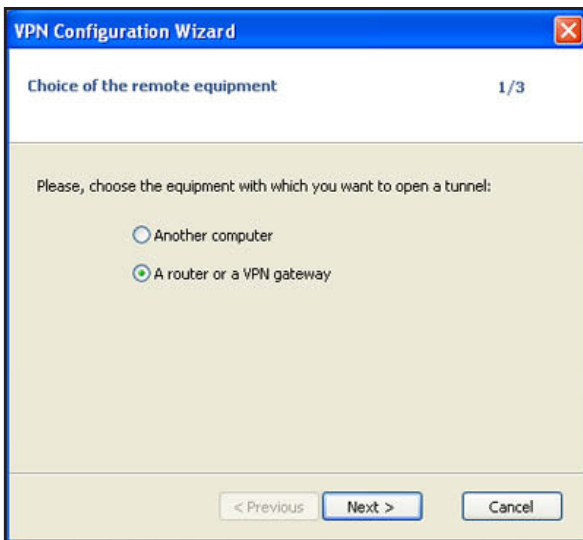 VPN Configuration Wizard
Choice of the remote equipment
1/3
Please, choose the equipment with which you want to open a tunnel:
Another computer
A router or a VPN gateway
< Previous
Next >
Cancel